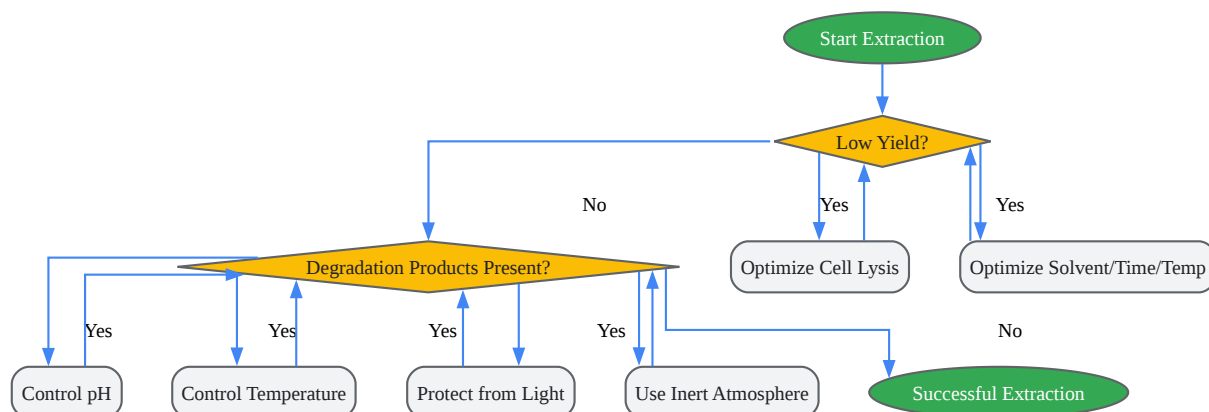 Start Extraction
Low Yield?
No
Yes
Yes
Degradation Products Present?
Optimize Cell Lysis
Optimize Solvent/Time/Temp
Yes
Yes
Yes
Yes
No
Control pH
Control Temperature
Protect from Light
Use Inert Atmosphere
Successful Extraction